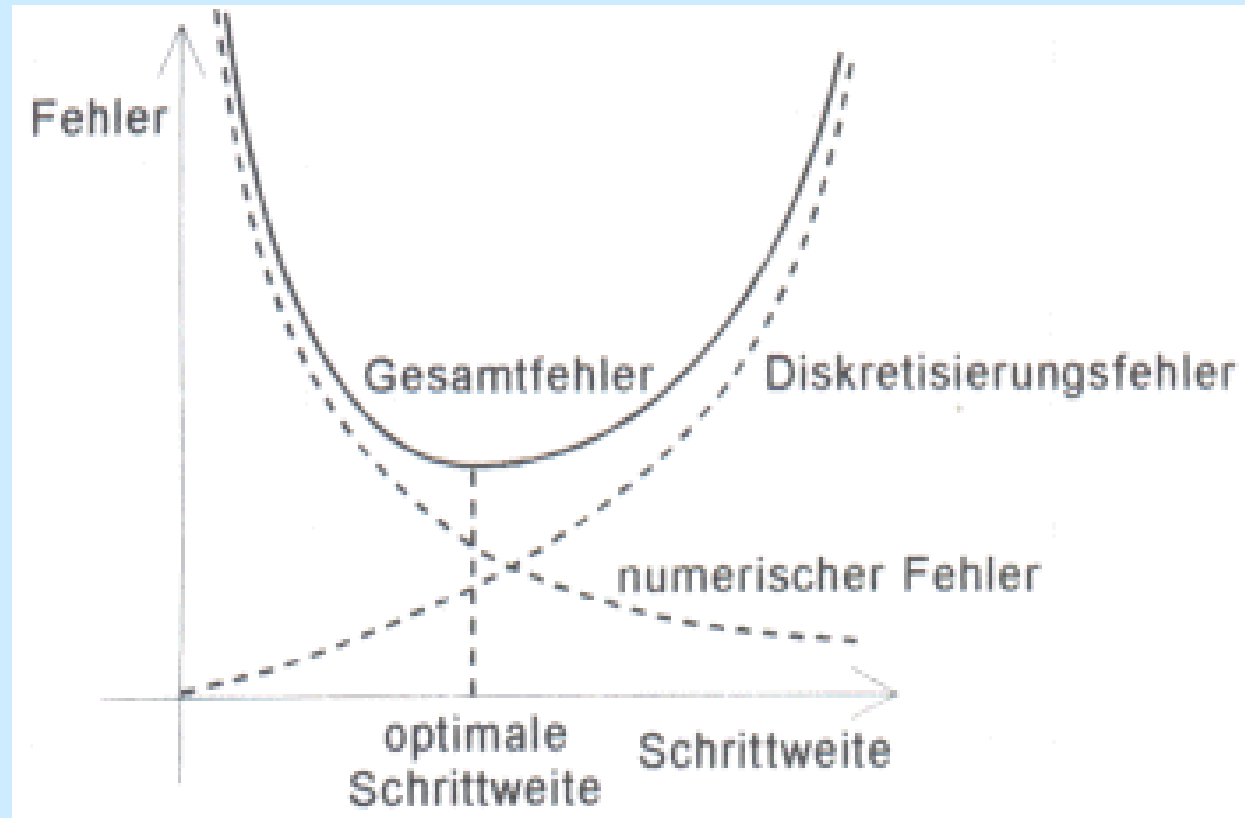 Fehler
Gesamtfehler
Diskretisierungsfehler
numerischer Fehler
optimale
Schrittweite
Schrittweite